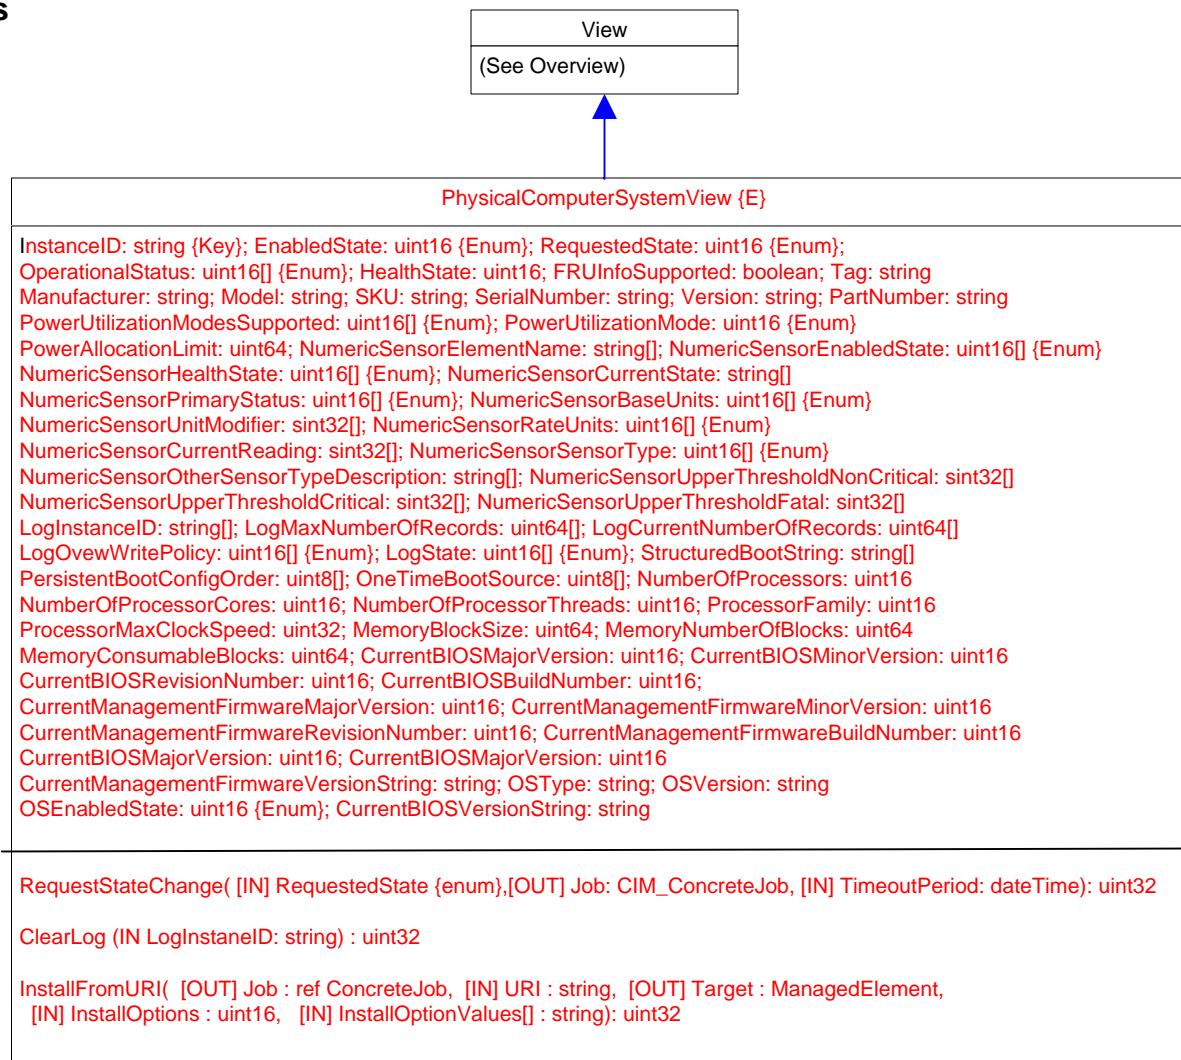 s
View
(See Overview)
PhysicalComputerSystemView {E}
InstanceID: string {Key}; EnabledState: uint16 {Enum}; RequestedState: uint16 {Enum};
OperationalStatus: uint16[] {Enum}; HealthState: uint16; FRUInfoSupported: boolean; Tag: string
Manufacturer: string; Model: string; SKU: string; SerialNumber: string; Version: string; PartNumber: string
PowerUtilizationModesSupported: uint16[] {Enum}; PowerUtilizationMode: uint16 {Enum}
PowerAllocationLimit: uint64; NumericSensorElementName: string[]; NumericSensorEnabledState: uint16[] {Enum}
NumericSensorHealthState: uint16[] {Enum}; NumericSensorCurrentState: string[]
NumericSensorPrimaryStatus: uint16[] {Enum}; NumericSensorBaseUnits: uint16[] {Enum}
NumericSensorUnitModifier: sint32[]; NumericSensorRateUnits: uint16[] {Enum}
NumericSensorCurrentReading: sint32[]; NumericSensorSensorType: uint16[] {Enum}
NumericSensorOtherSensorTypeDescription: string[]; NumericSensorUpperThresholdNonCritical: sint32[]
NumericSensorUpperThresholdCritical: sint32[]; NumericSensorUpperThresholdFatal: sint32[]
LogInstanceID: string[]; LogMaxNumberOfRecords: uint64[]; LogCurrentNumberOfRecords: uint64[]
LogOvewWritePolicy: uint16[] {Enum}; LogState: uint16[] {Enum}; StructuredBootString: string[]
PersistentBootConfigOrder: uint8[]; OneTimeBootSource: uint8[]; NumberOfProcessors: uint16
NumberOfProcessorCores: uint16; NumberOfProcessorThreads: uint16; ProcessorFamily: uint16
ProcessorMaxClockSpeed: uint32; MemoryBlockSize: uint64; MemoryNumberOfBlocks: uint64
MemoryConsumableBlocks: uint64; CurrentBIOSMajorVersion: uint16; CurrentBIOSMinorVersion: uint16
CurrentBIOSRevisionNumber: uint16; CurrentBIOSBuildNumber: uint16;
CurrentManagementFirmwareMajorVersion: uint16; CurrentManagementFirmwareMinorVersion: uint16
CurrentManagementFirmwareRevisionNumber: uint16; CurrentManagementFirmwareBuildNumber: uint16
CurrentBIOSMajorVersion: uint16; CurrentBIOSMajorVersion: uint16
CurrentManagementFirmwareVersionString: string; OSType: string; OSVersion: string
OSEnabledState: uint16 {Enum}; CurrentBIOSVersionString: string
RequestStateChange( [IN] RequestedState {enum},[OUT] Job: CIM_ConcreteJob, [IN] TimeoutPeriod: dateTime): uint32
ClearLog (IN LogInstaneID: string) : uint32
InstallFromURI( [OUT] Job : ref ConcreteJob, [IN] URI : string, [OUT] Target : ManagedElement,
[IN] InstallOptions : uint16, [IN] InstallOptionValues[] : string): uint32